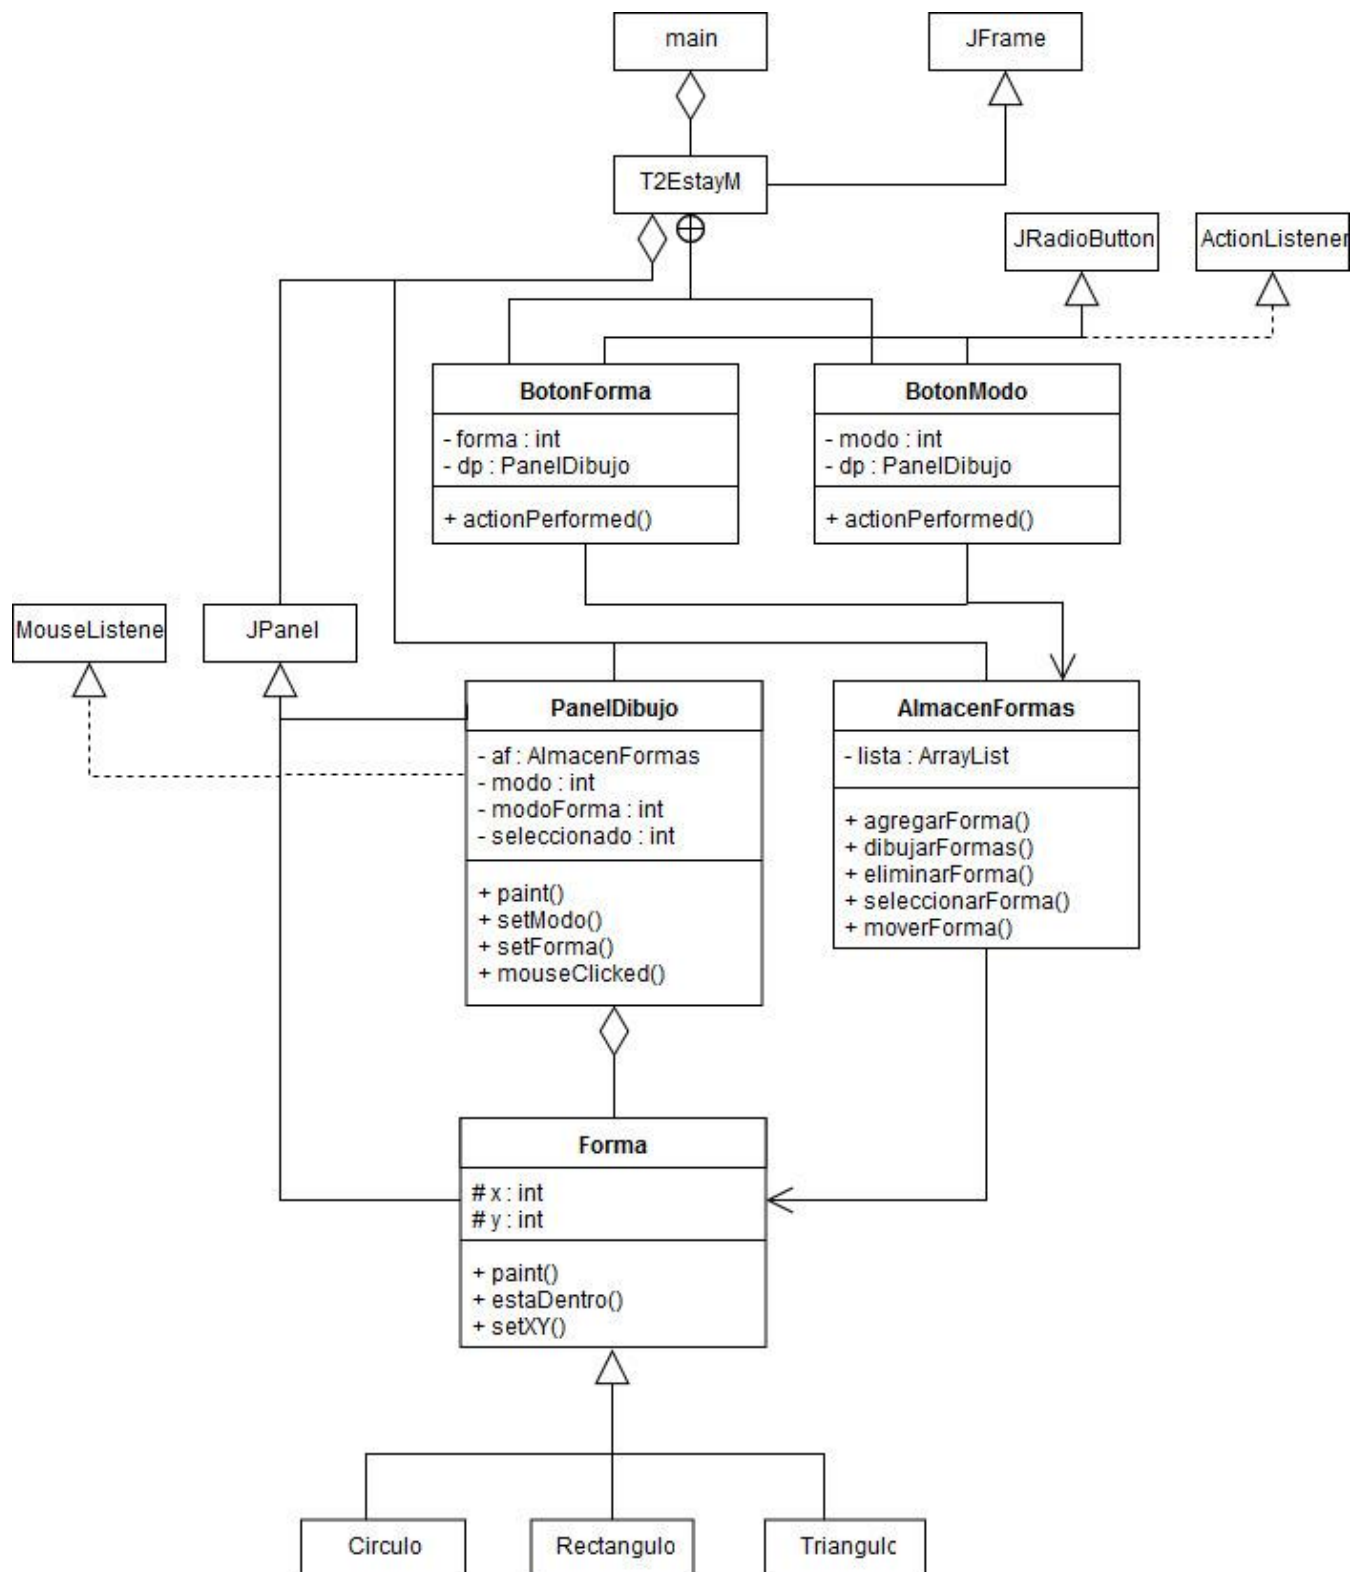 main
JFrame
T2EstayM
JRadioButton
ActionListener
BotonForma
- forma : int
- dp : PanelDibujo
+ actionPerformed()
BotonModo
- modo : int
- dp : PanelDibujo
+ actionPerformed()
MouseListene
JPanel
PanelDibujo
- af : AlmacenFormas
- modo : int
- modoForma : int
- seleccionado : int
+ paint()
+ setModo()
+ setForma()
+ mouseClicked()
AlmacenFormas
- lista : ArrayList
+ agregarForma()
+ dibujarFormas()
+ eliminarForma()
+ seleccionarForma()
+ moverForma()
Forma
# x : int
# y : int
+ paint()
+ estaDentro()
+ setXY()
Circulo
Rectangulo
Triangulo